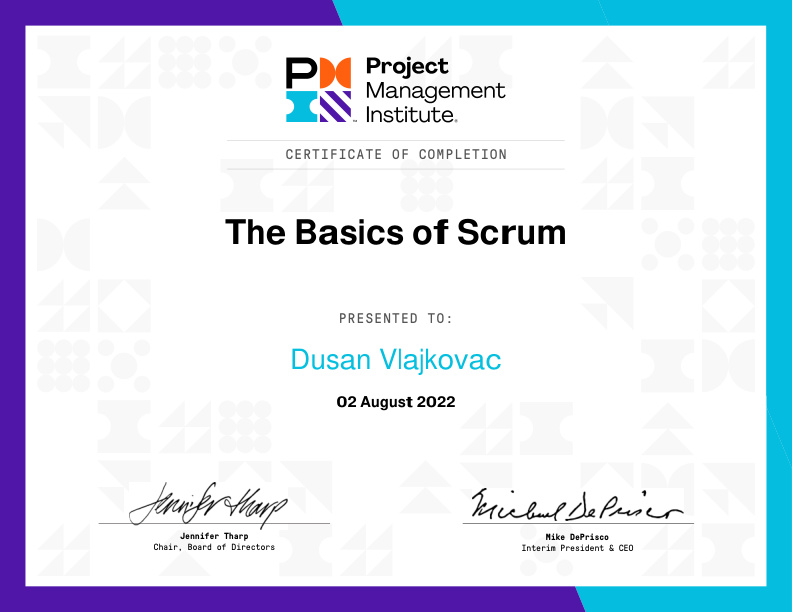 Project
Management
Institute.
CERTIFICATE OF COMPLETION
The Basics of Scrum
PRESENTED TO:
Dusan Vlajkovac
02 August 2022
Jennifer Tharp
Michael DePrisco
Jennifer Tharp
Mike DePrisco
Chair, Board of Directors
Interim President & CEO